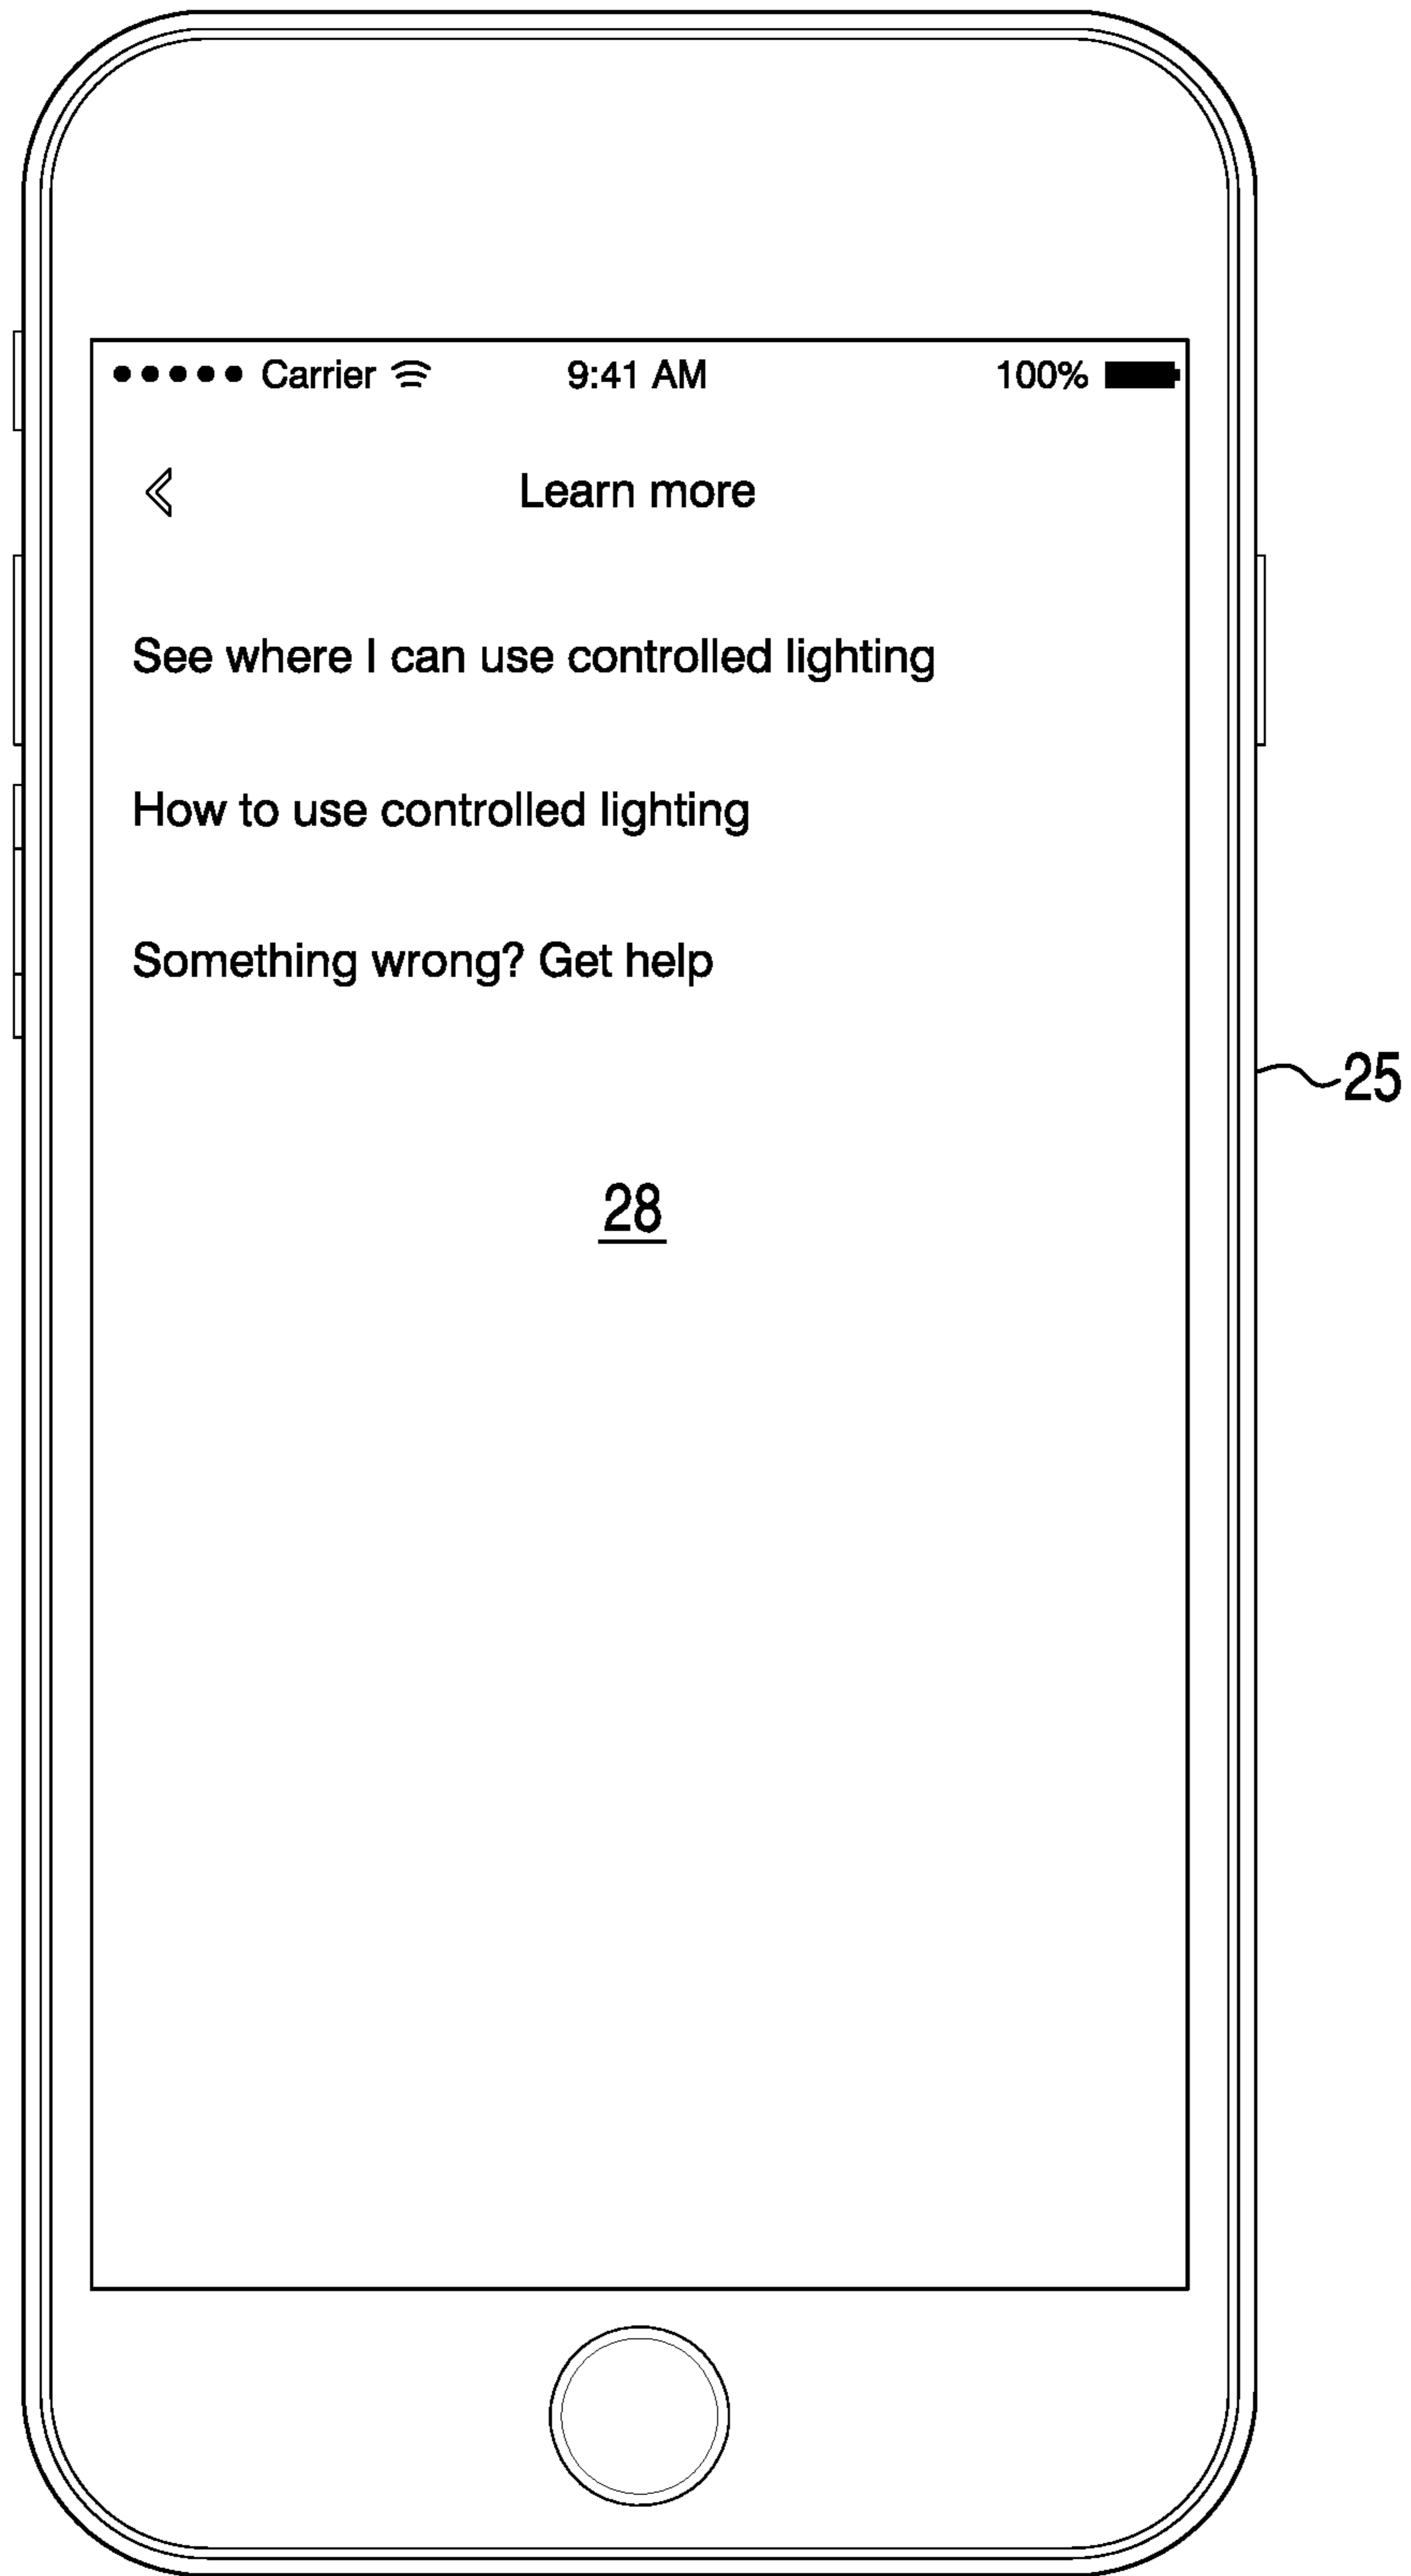 Carrier 9:41 AM 100%
Learn more
See where I can use controlled lighting
How to use controlled lighting
Something wrong? Get help
25
28